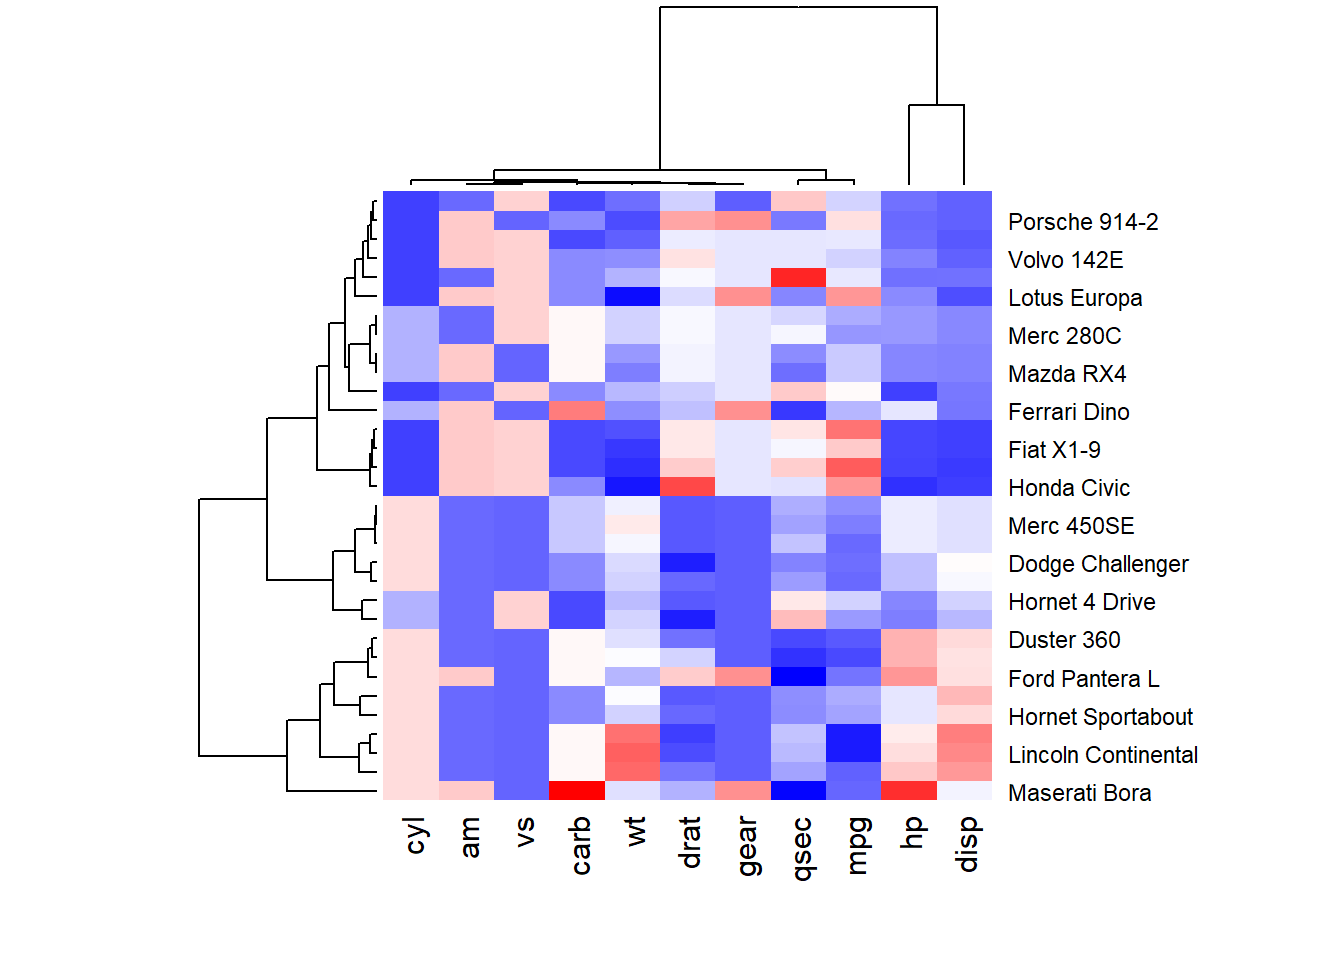 Porsche 914-2
Volvo 142E
Lotus Europa
Merc 280C
Mazda RX4
Ferrari Dino
Fiat X1-9
Honda Civic
Merc 450SE
Dodge Challenger
Hornet 4 Drive
Duster 360
Ford Pantera L
Hornet Sportabout
Lincoln Continental
Maserati Bora
cyl
am
vs
carb
wt
drat
gear
qsec
mpg
hp
disp